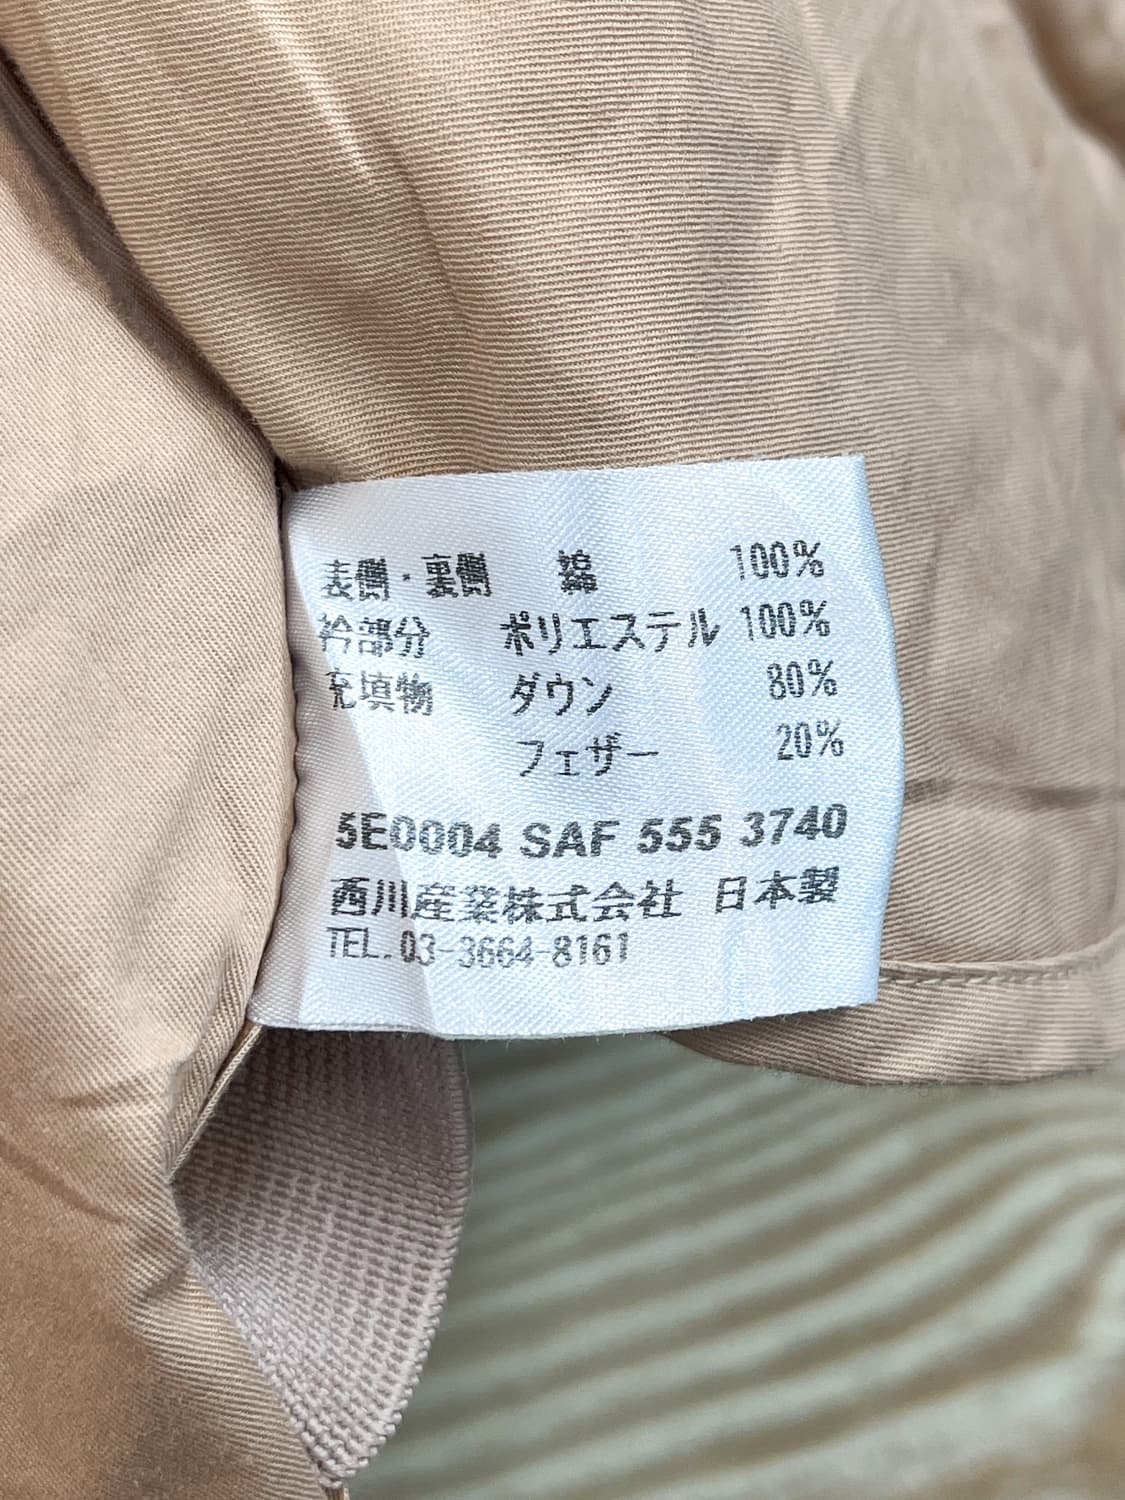 表側・裏側 綿 100%
衿部分 ポリエステル 100%
充填物 ダウン 80%
フェザー 20%
5E0004 SAF 555 3740
西川産業株式会社 日本製
TEL. 03-3664-8161